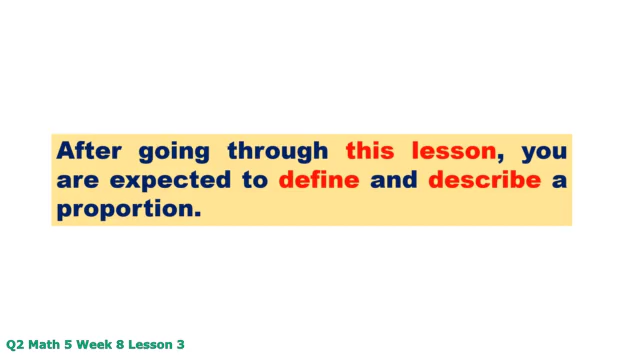 After going through this lesson, you
are expected to define and describe a
proportion.
Q2 Math 5 Week 8 Lesson 3